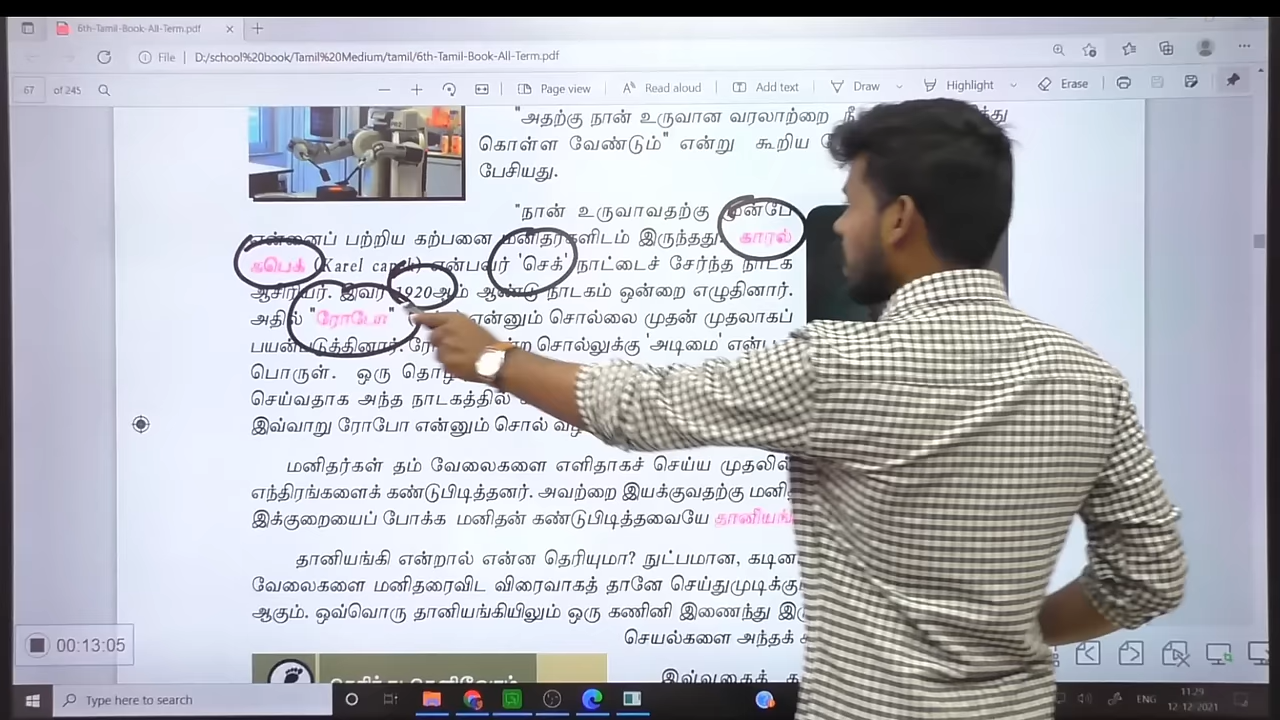 6th-Tamil-Book-All-Term.pdf
File D:/school%20book/Tamil%20Medium/tamil/6th-Tamil-Book-All-Term.pdf
67 of 245 Page view Read aloud Add text Draw Highlight Erase
"அதற்கு நான் உருவான வரலாற்றை
கொள்ள வேண்டும்" என்று கூறிய
பேசியது.
"நான் உருவாவதற்கு முன்பே
என்னைப் பற்றிய கற்பனை மனிதர்களிடம் இருந்தது. காரல்
ஃபெக் (Karel capek) என்பவர் 'செக்' நாட்டைச் சேர்ந்த நாடக
ஆசிரியர். இவர் 1920ஆம் ஆண்டு நாடகம் ஒன்றை எழுதினார்.
அதில் "ரோபோ" என்னும் சொல்லை முதன் முதலாகப்
பயன்படுத்தினார். சொல்லுக்கு 'அடிமை'
பொருள். ஒரு
செய்வதாக அந்த நாடகத்தில்
இவ்வாறு ரோபோ என்னும் சொல்
மனிதர்கள் தம் வேலைகளை எளிதாகச் செய்ய முதலில்
எந்திரங்களைக் கண்டுபிடித்தனர். அவற்றை இயக்குவதற்கு
இக்குறையைப் போக்க மனிதன் கண்டுபிடித்தவையே
தானியங்கி என்றால் என்ன தெரியுமா? நுட்பமான,
வேலைகளை மனிதரைவிட விரைவாகத் தானே
ஆகும். ஒவ்வொரு தானியங்கியிலும் ஒரு கணினி இணைந்து
செயல்களை அந்தக்
00:13:05
இவ்வகைத்
Type here to search ENG 11:29
12-12-2021